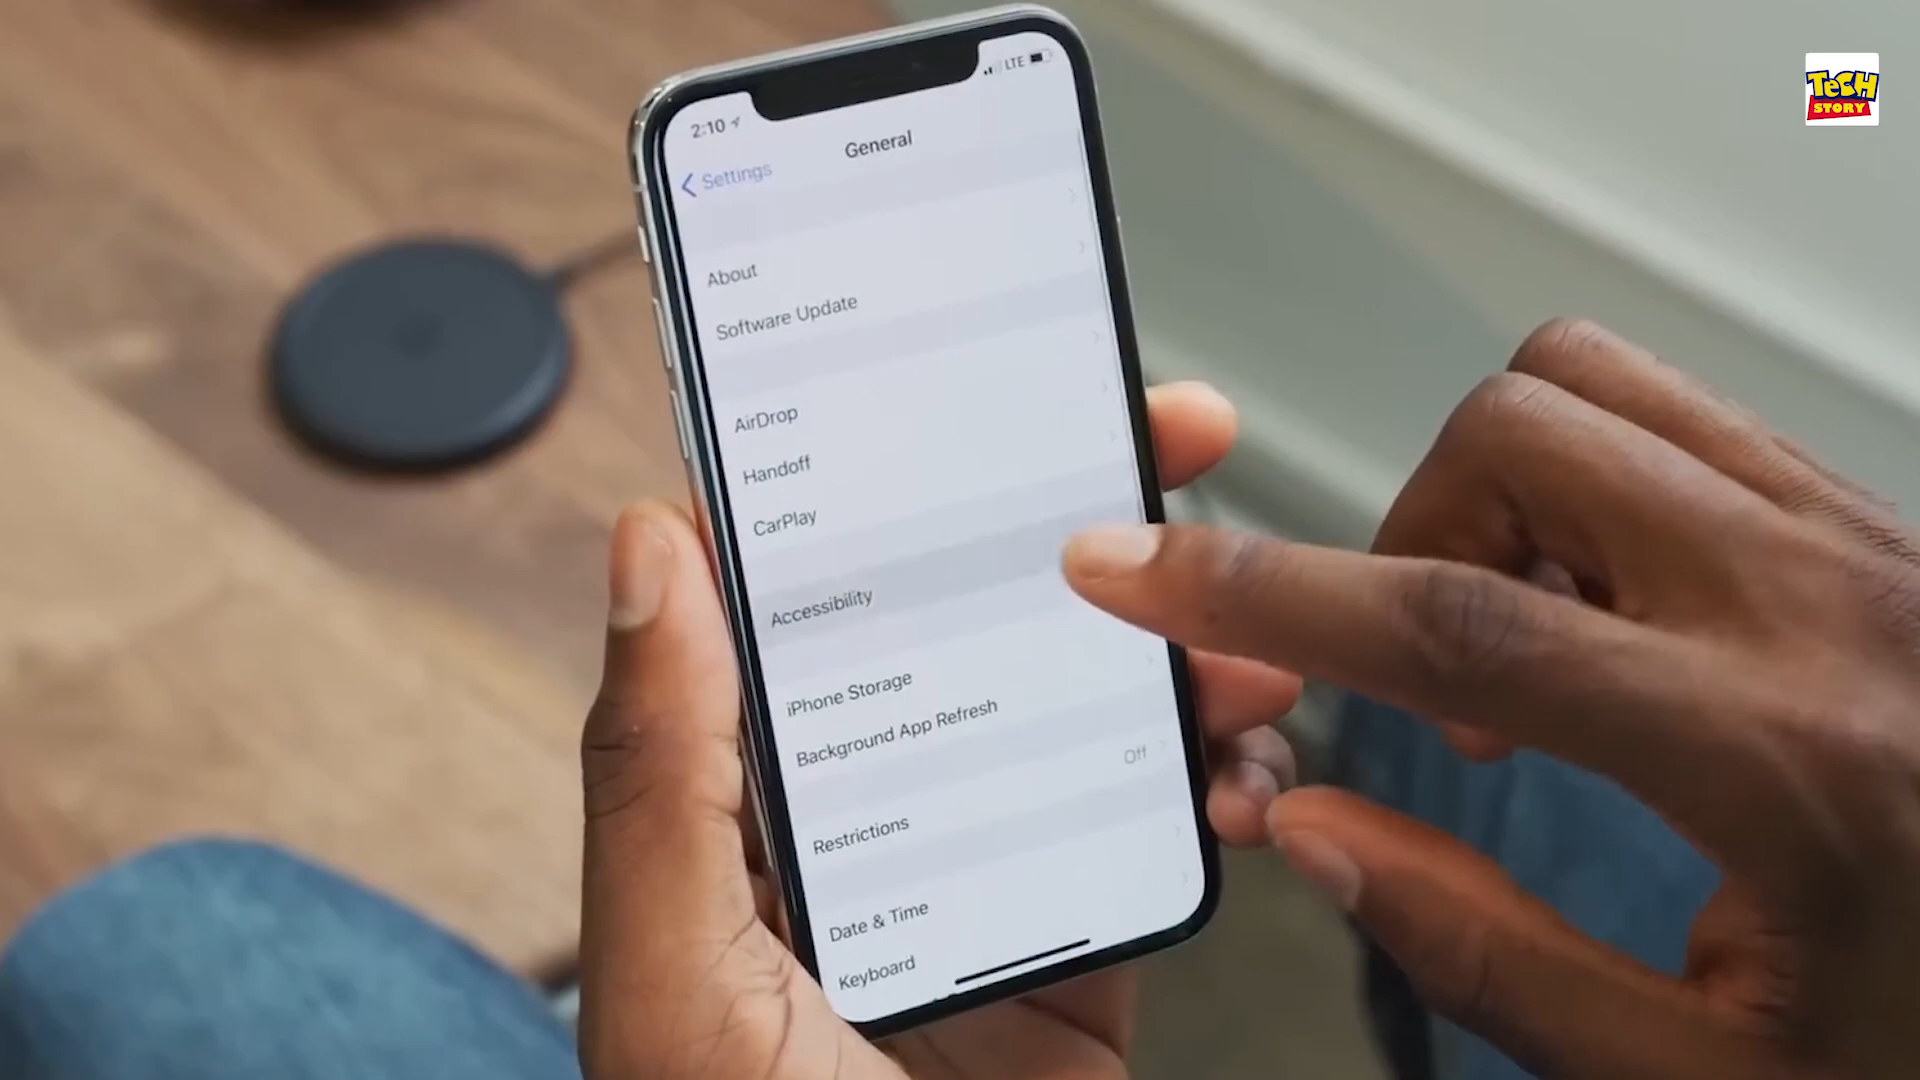 TECH
STORY
2:10
LTE
General
Settings
About
Software Update
AirDrop
Handoff
CarPlay
Accessibility
iPhone Storage
Background App Refresh
Restrictions
Off
Date & Time
Keyboard